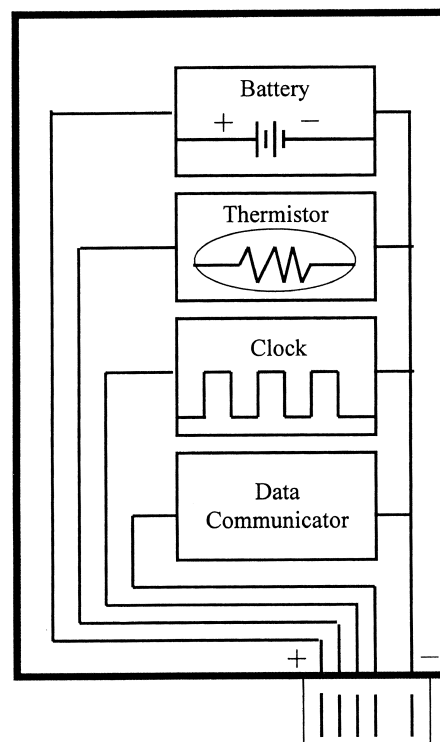 Battery
+ −
Thermistor
Clock
Data
Communicator
+ −